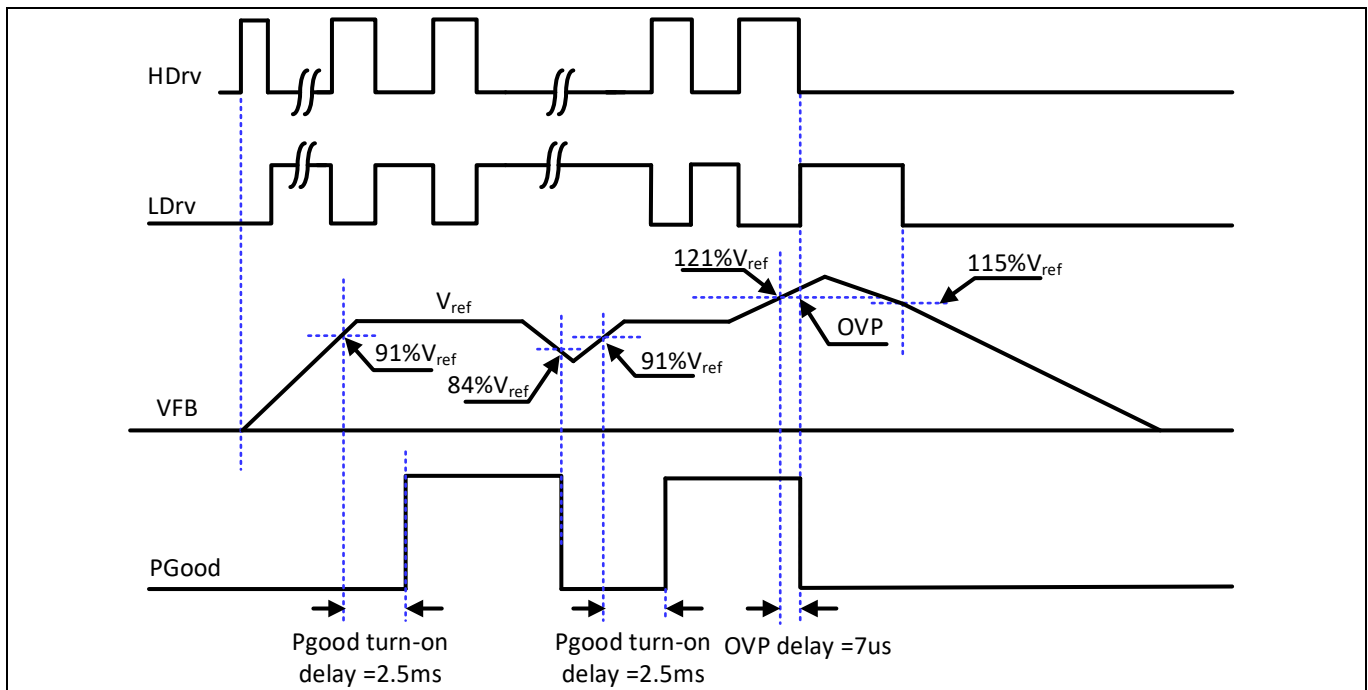 HDrv
LDrv
121%Vref
115%Vref
Vref
OVP
91%Vref
84%Vref
91%Vref
VFB
PGood
Pgood turn-on
delay =2.5ms
Pgood turn-on
delay =2.5ms
OVP delay =7us